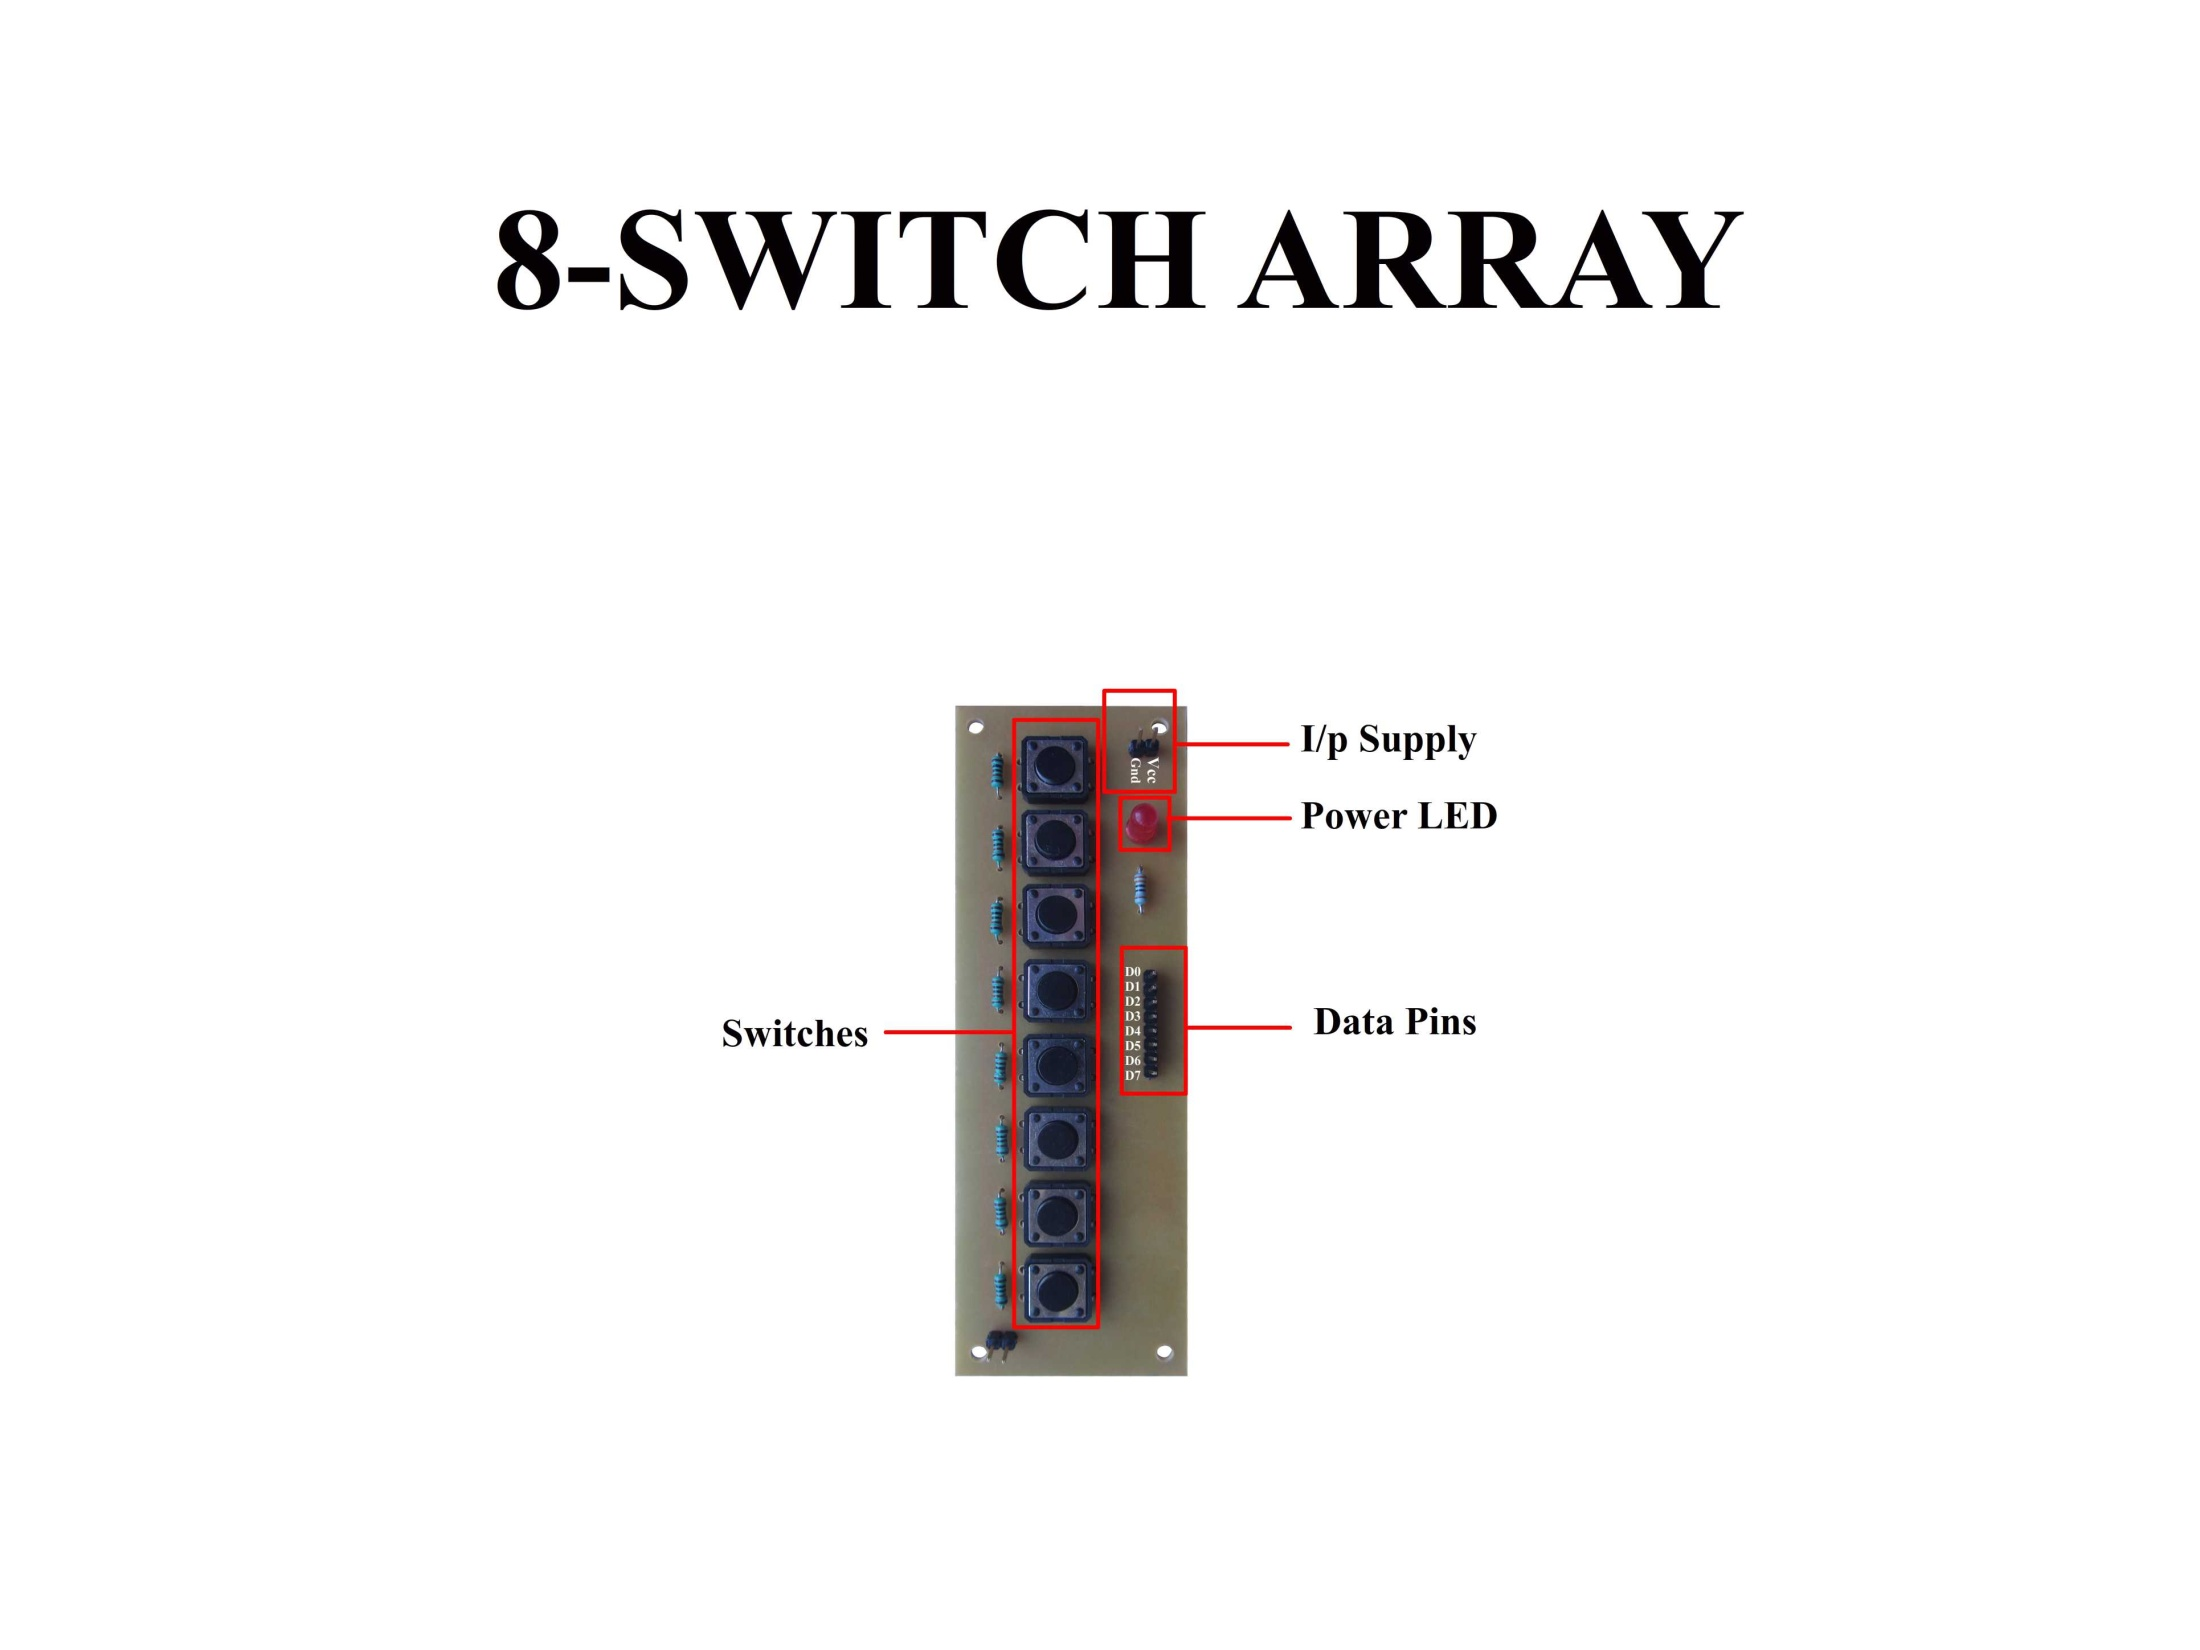 8-SWITCH ARRAY
I/p Supply
Vcc
Gnd
Power LED
D0
D1
D2
D3
D4
D5
D6
D7
Data Pins
Switches